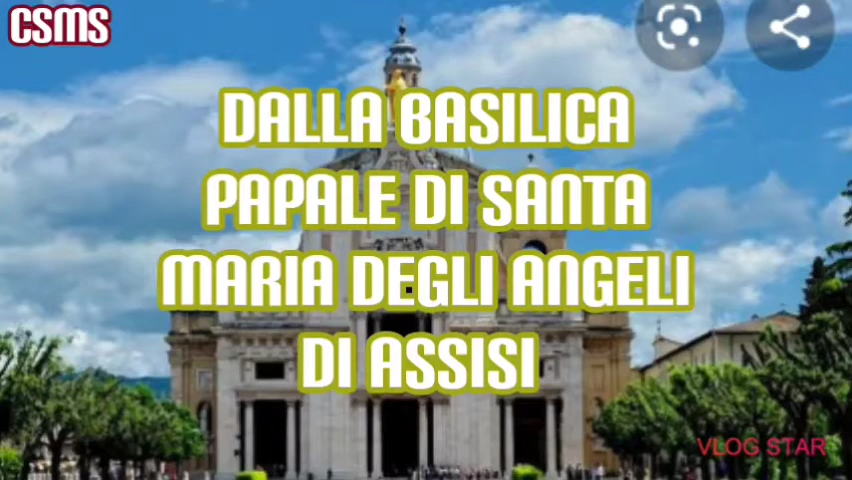 CSMS
DALLA BASILICA
PAPALE DI SANTA
MARIA DEGLI ANGELI
DI ASSISI
VLOG STAR